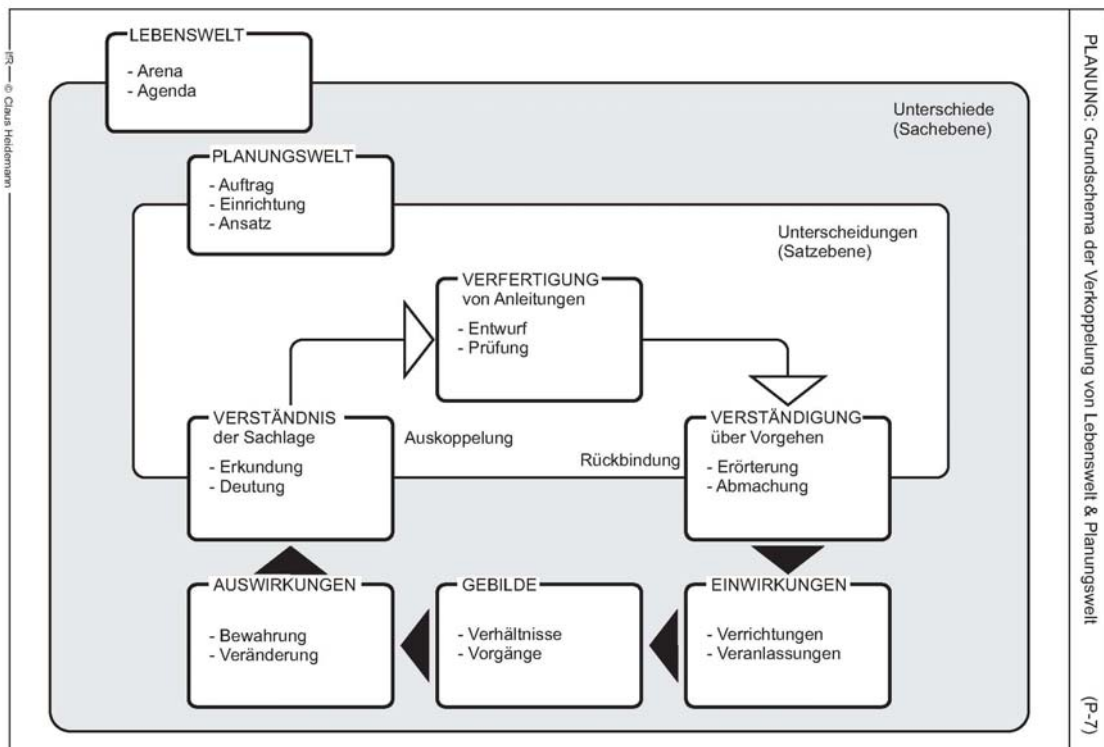 LEBENSWELT
- Arena
- Agenda
Unterschiede
(Sachebene)
PLANUNGSWELT
- Auftrag
- Einrichtung
- Ansatz
Unterscheidungen
(Satzebene)
VERFERTIGUNG
von Anleitungen
- Entwurf
- Prüfung
VERSTÄNDNIS
der Sachlage
- Erkundung
- Deutung
Auskoppelung
Rückbindung
VERSTÄNDIGUNG
über Vorgehen
- Erörterung
- Abmachung
AUSWIRKUNGEN
- Bewahrung
- Veränderung
GEBILDE
- Verhältnisse
- Vorgänge
EINWIRKUNGEN
- Verrichtungen
- Veranlassungen
PLANUNG: Grundschema der Verkoppelung von Lebenswelt & Planungswelt (P-7)
IfR — © Claus Heidemann